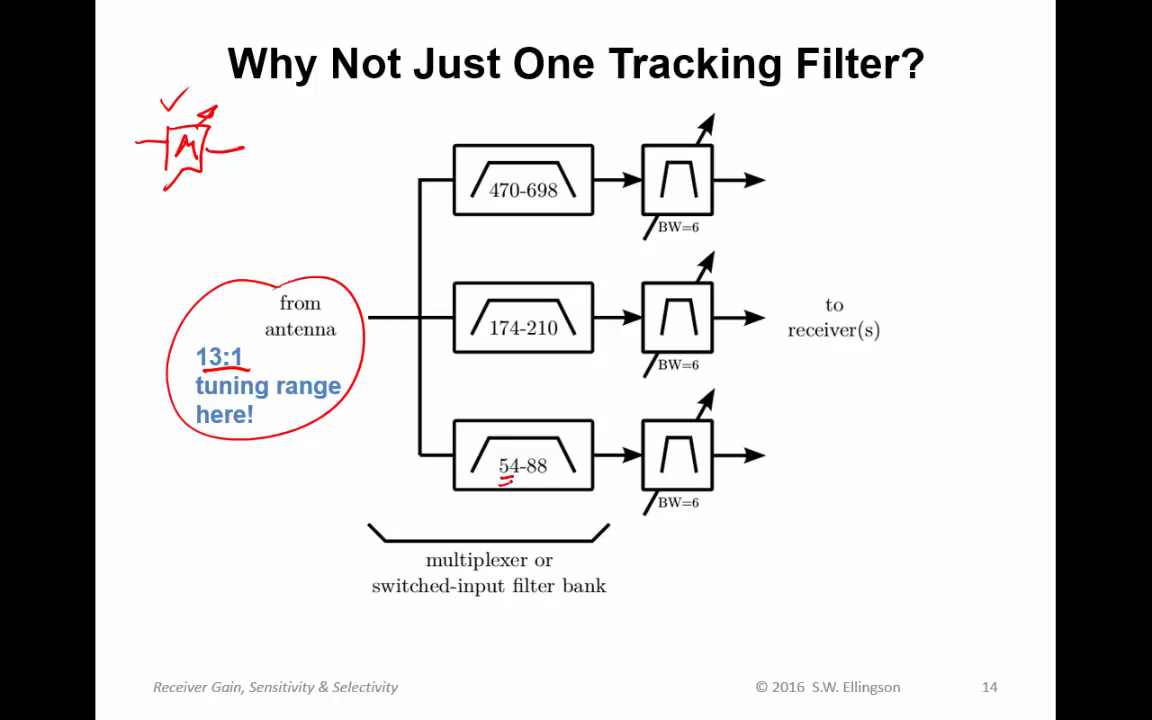 Why Not Just One Tracking Filter?
470-698
BW=6
from
antenna
13:1
tuning range
here!
174-210
BW=6
to
receiver(s)
54-88
BW=6
multiplexer or
switched-input filter bank
Receiver Gain, Sensitivity & Selectivity
© 2016 S.W. Ellingson
14